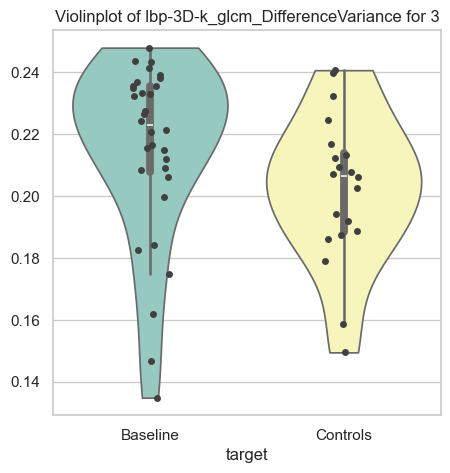 Violinplot of lbp-3D-k_glcm_DifferenceVariance for 3
0.24
0.22
0.20
0.18
0.16
0.14
Baseline
Controls
target